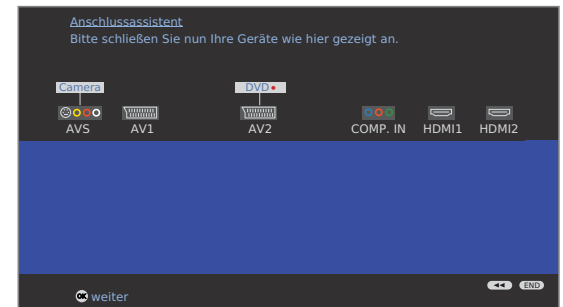 Anschlussassistent
Bitte schließen Sie nun Ihre Geräte wie hier gezeigt an.
Camera DVD
AVS AV1 AV2 COMP. IN HDMI1 HDMI2
OK weiter END